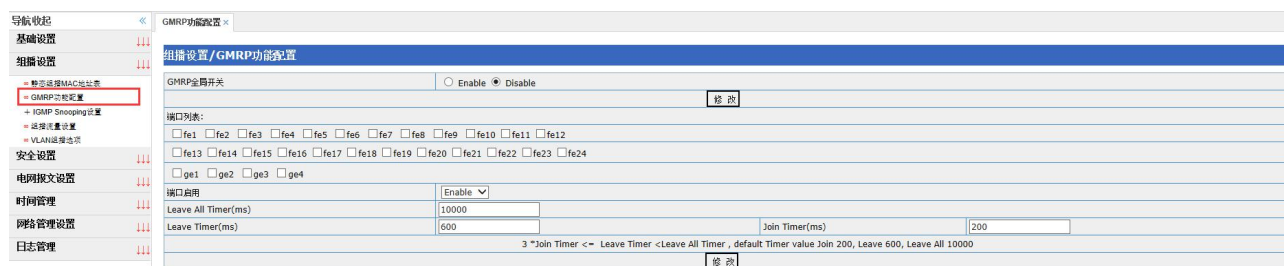 导航收起 «
GMRP功能配置 ×
基础设置
组播设置
静态组播MAC地址表
GMRP功能配置
+ IGMP Snooping设置
组播流量设置
VLAN组播选项
安全设置
电网报文设置
时间管理
网络管理设置
日志管理
组播设置/GMRP功能配置
GMRP全局开关 Enable Disable
修 改
端口列表:
fe1 fe2 fe3 fe4 fe5 fe6 fe7 fe8 fe9 fe10 fe11 fe12
fe13 fe14 fe15 fe16 fe17 fe18 fe19 fe20 fe21 fe22 fe23 fe24
ge1 ge2 ge3 ge4
端口启用 Enable
Leave All Timer(ms) 10000
Leave Timer(ms) 600 Join Timer(ms) 200
3 *Join Timer <= Leave Timer <Leave All Timer , default Timer value Join 200, Leave 600, Leave All 10000
修 改